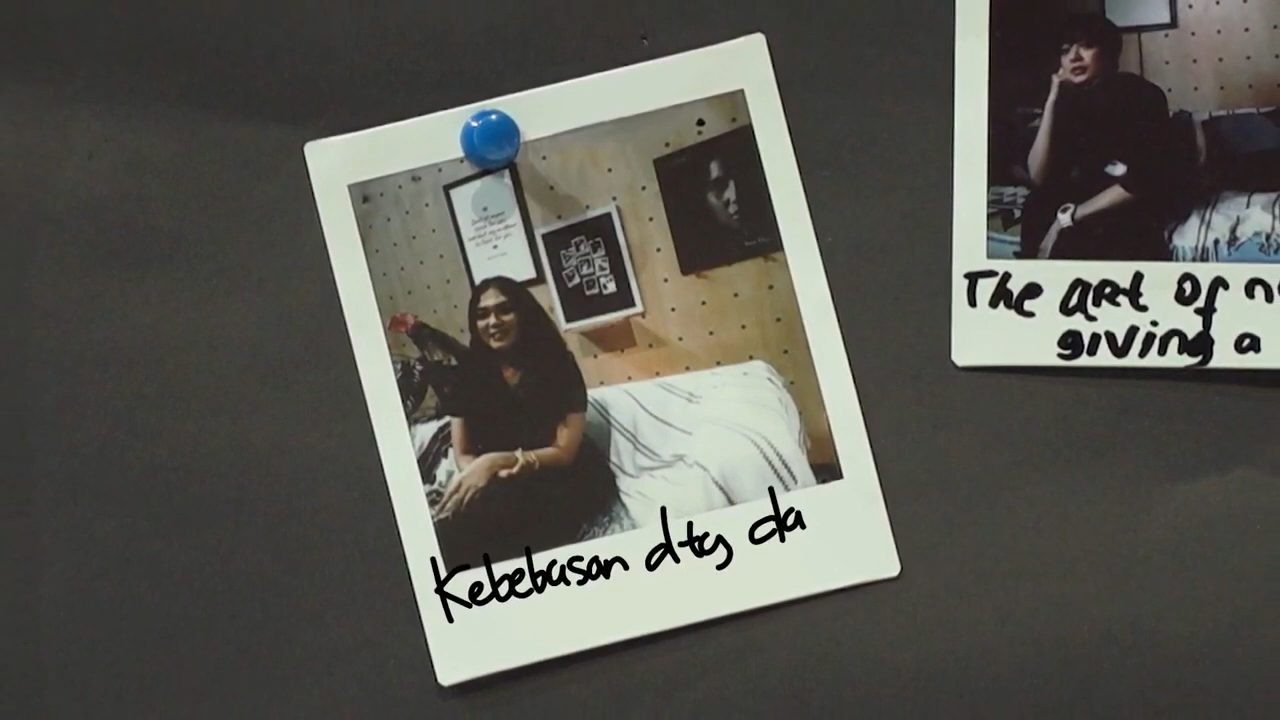 Kebebasan dtg da
The art of n
giving a